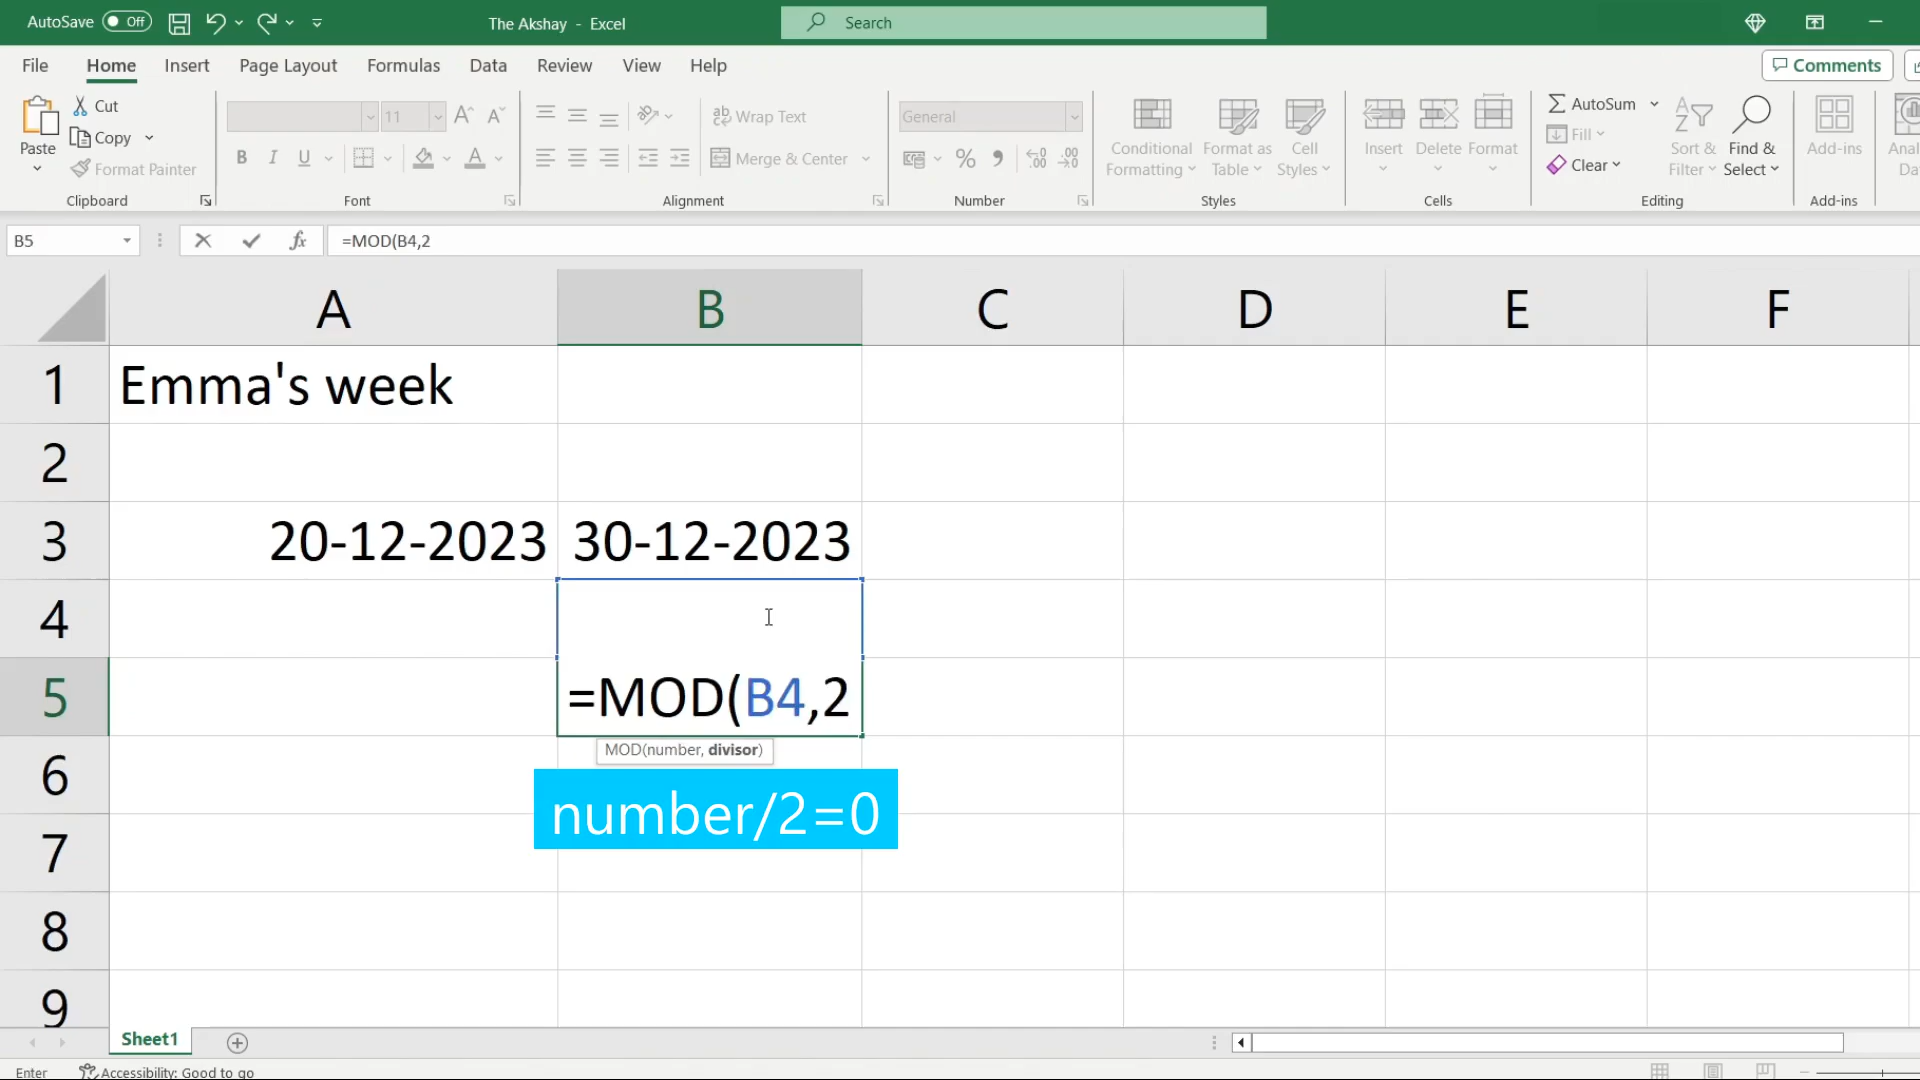 AutoSave Off
The Akshay - Excel
Search
File Home Insert Page Layout Formulas Data Review View Help
Comments
Paste
Cut
Copy
Format Painter
Clipboard
11
B I U
Font
Wrap Text
Merge & Center
Alignment
General
Number
Conditional Formatting
Format as Table
Cell Styles
Styles
Insert
Delete
Format
Cells
AutoSum
Fill
Clear
Sort & Filter
Find & Select
Editing
Add-ins
Add-ins
B5
=MOD(B4,2
A B C D E F
1 Emma's week
2
3 20-12-2023 30-12-2023
4
5 =MOD(B4,2
MOD(number, divisor)
6
number/2=0
7
8
9
Sheet1
Enter
Accessibility: Good to go